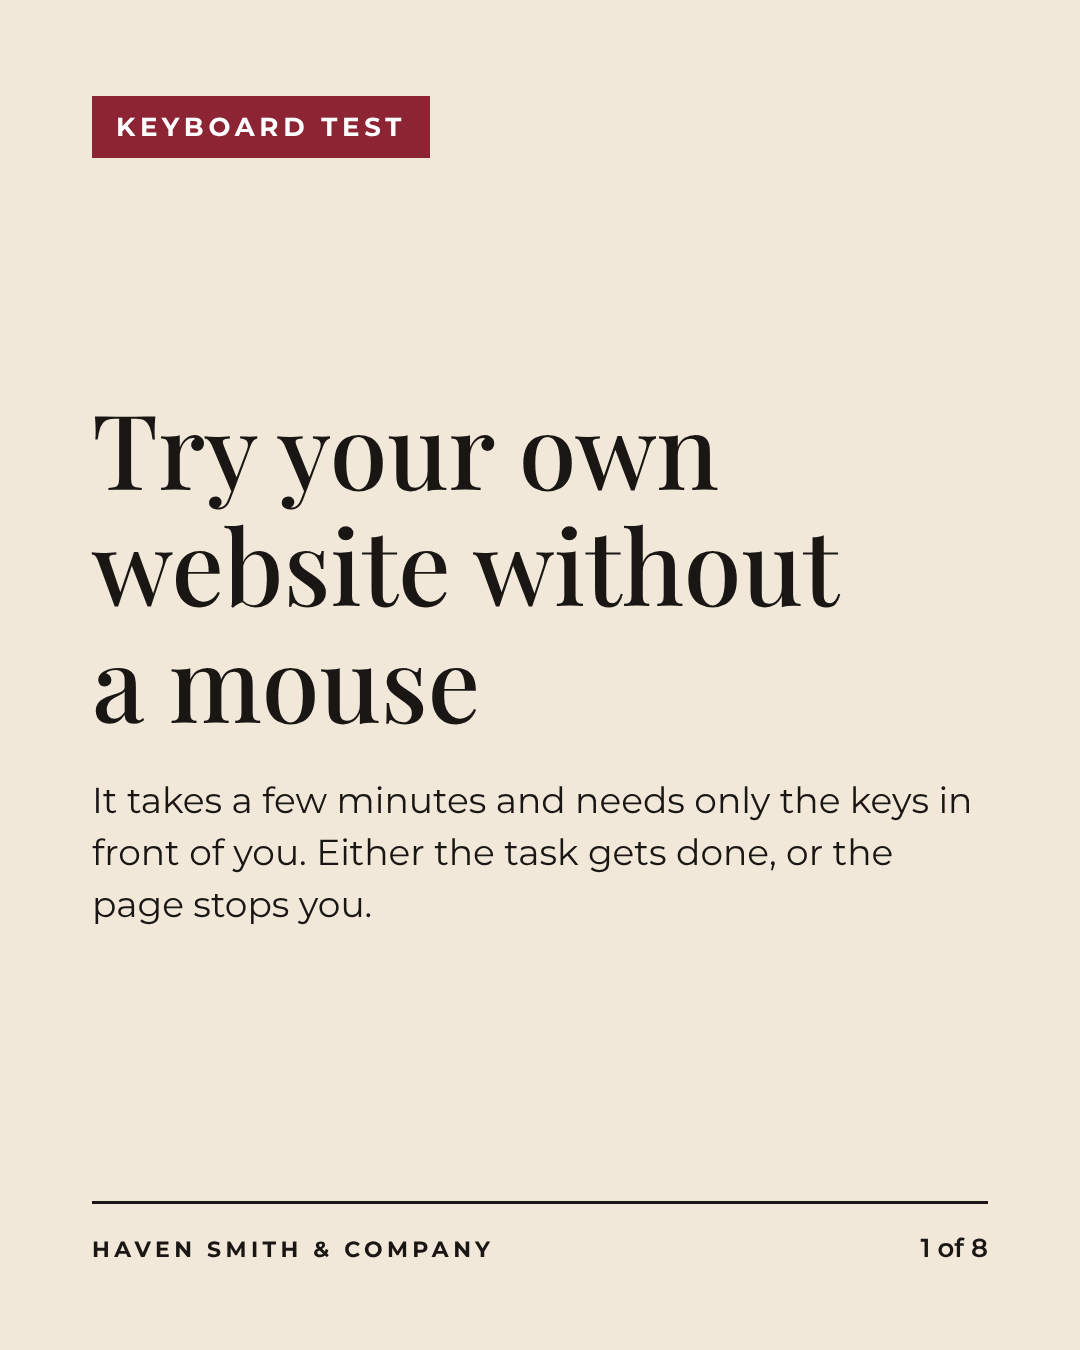 KEYBOARD TEST
Try your own
website without
a mouse
It takes a few minutes and needs only the keys in
front of you. Either the task gets done, or the
page stops you.
HAVEN SMITH & COMPANY
1 of 8